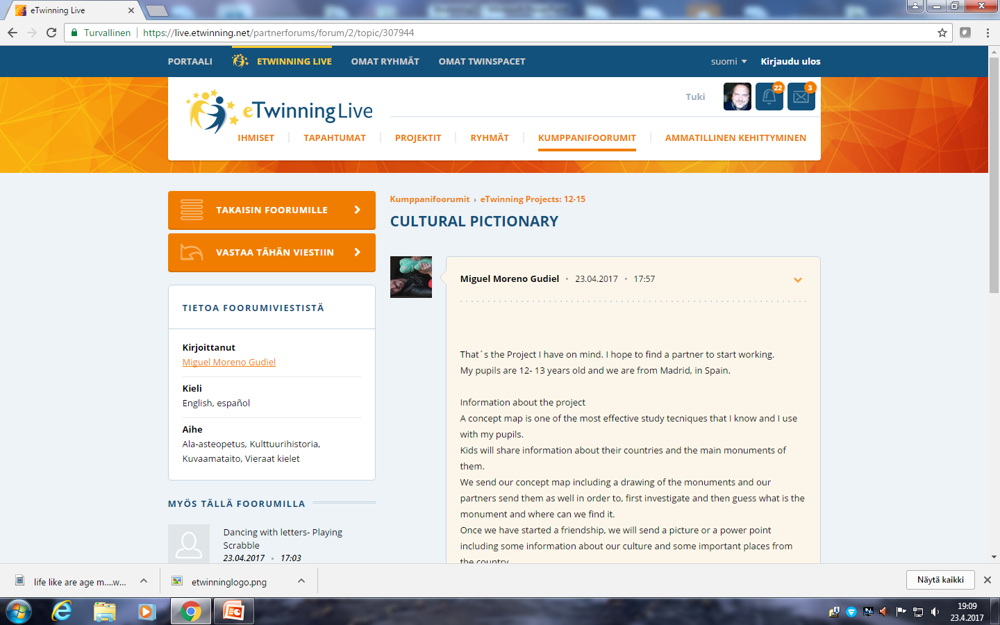 eTwinning Live
Turvallinen
https://live.etwinning.net/partnerforums/forum/2/topic/307944
PORTAALI
ETWINNING LIVE
OMAT RYHMÄT
OMAT TWINSPACET
suomi
Kirjaudu ulos
eTwinningLive
Tuki
22
3
IHMISET
TAPAHTUMAT
PROJEKTIT
RYHMÄT
KUMPPANIFOORUMIT
AMMATILLINEN KEHITTYMINEN
TAKAISIN FOORUMILLE
VASTAA TÄHÄN VIESTIIN
TIETOA FOORUMIVIESTISTÄ
Kirjoittanut
Miguel Moreno Gudiel
Kieli
English, español
Aihe
Ala-asteopetus, Kulttuurihistoria,
Kuvaamataito, Vieraat kielet
MYÖS TÄLLÄ FOORUMILLA
Dancing with letters- Playing
Scrabble
23.04.2017 • 17:03
Kumppanifoorumit
eTwinning Projects: 12-15
CULTURAL PICTIONARY
Miguel Moreno Gudiel • 23.04.2017 • 17:57
That´s the Project I have on mind. I hope to find a partner to start working.
My pupils are 12- 13 years old and we are from Madrid, in Spain.
Information about the project
A concept map is one of the most effective study tecniques that I know and I use
with my pupils.
Kids will share information about their countries and the main monuments of
them.
We send our concept map including a drawing of the monuments and our
partners send them as well in order to, first investigate and then guess what is the
monument and where can we find it.
Once we have started a friendship, we will send a picture or a power point
including some information about our culture and some important places from
the country
life like are age m....w...
etwinninglogo.png
Näytä kaikki
19:09
23.4.2017